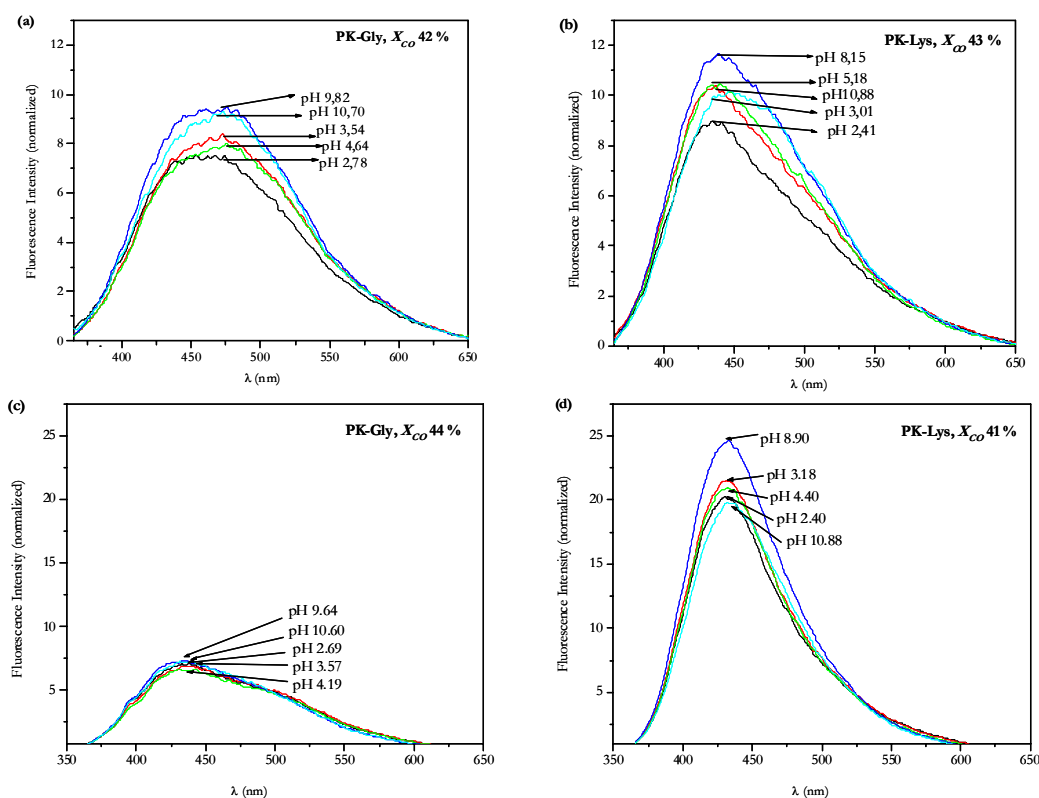 (a)
PK-Gly, XCO 42 %
Fluorescence Intensity (normalized)
12
10
8
6
4
2
0
pH 9,82
pH 10,70
pH 3,54
pH 4,64
pH 2,78
400
450
500
550
600
650
λ (nm)
(b)
PK-Lys, XCO 43 %
Fluorescence Intensity (normalized)
12
10
8
6
4
2
0
pH 8,15
pH 5,18
pH10,88
pH 3,01
pH 2,41
400
450
500
550
600
650
λ (nm)
(c)
PK-Gly, XCO 44 %
Fluorescence Intensity (normalized)
25
20
15
10
5
pH 9.64
pH 10.60
pH 2.69
pH 3.57
pH 4.19
350
400
450
500
550
600
650
λ (nm)
(d)
PK-Lys, XCO 41 %
Fluorescence Intensity (normalized)
25
20
15
10
5
pH 8.90
pH 3.18
pH 4.40
pH 2.40
pH 10.88
350
400
450
500
550
600
650
λ (nm)